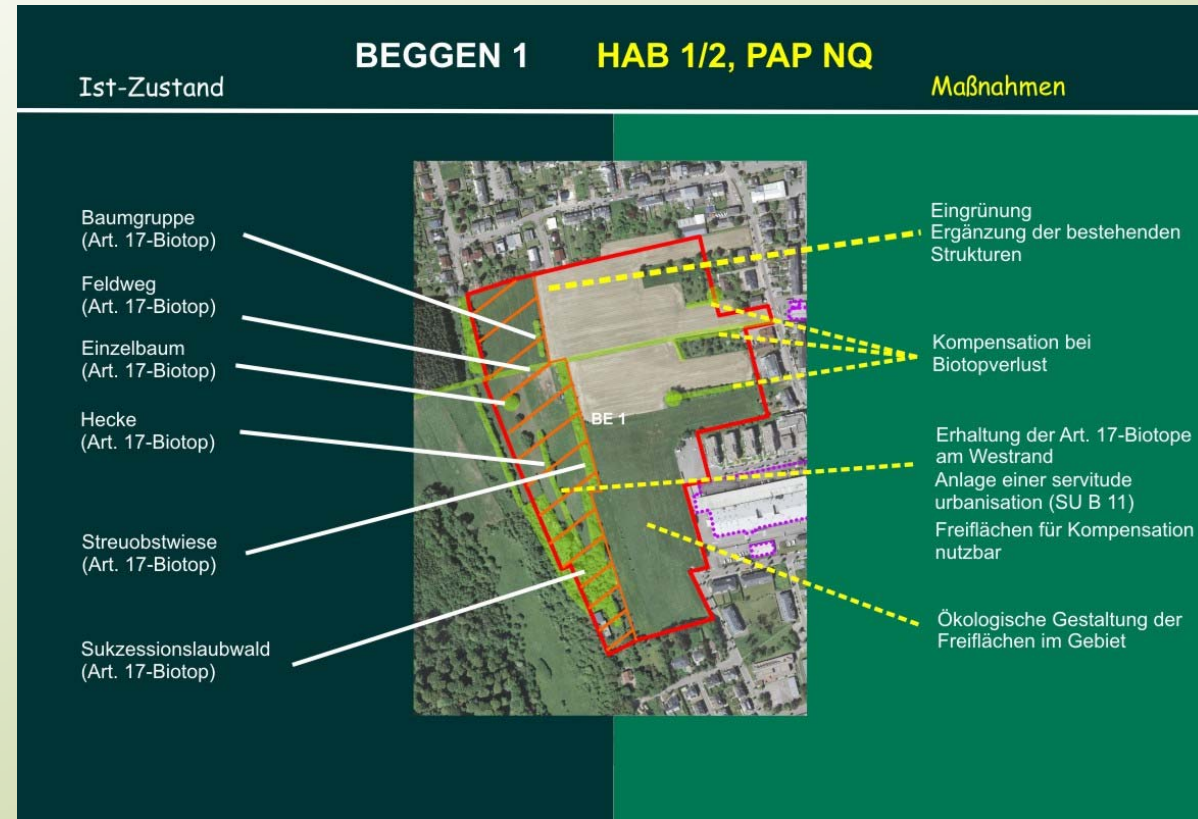 BEGGEN 1 HAB 1/2, PAP NQ
Ist-Zustand
Maßnahmen
Baumgruppe
(Art. 17-Biotop)
Feldweg
(Art. 17-Biotop)
Einzelbaum
(Art. 17-Biotop)
Hecke
(Art. 17-Biotop)
Streuobstwiese
(Art. 17-Biotop)
Sukzessionslaubwald
(Art. 17-Biotop)
BE 1
Eingrünung
Ergänzung der bestehenden
Strukturen
Kompensation bei
Biotopverlust
Erhaltung der Art. 17-Biotope
am Westrand
Anlage einer servitude
urbanisation (SU B 11)
Freiflächen für Kompensation
nutzbar
Ökologische Gestaltung der
Freiflächen im Gebiet